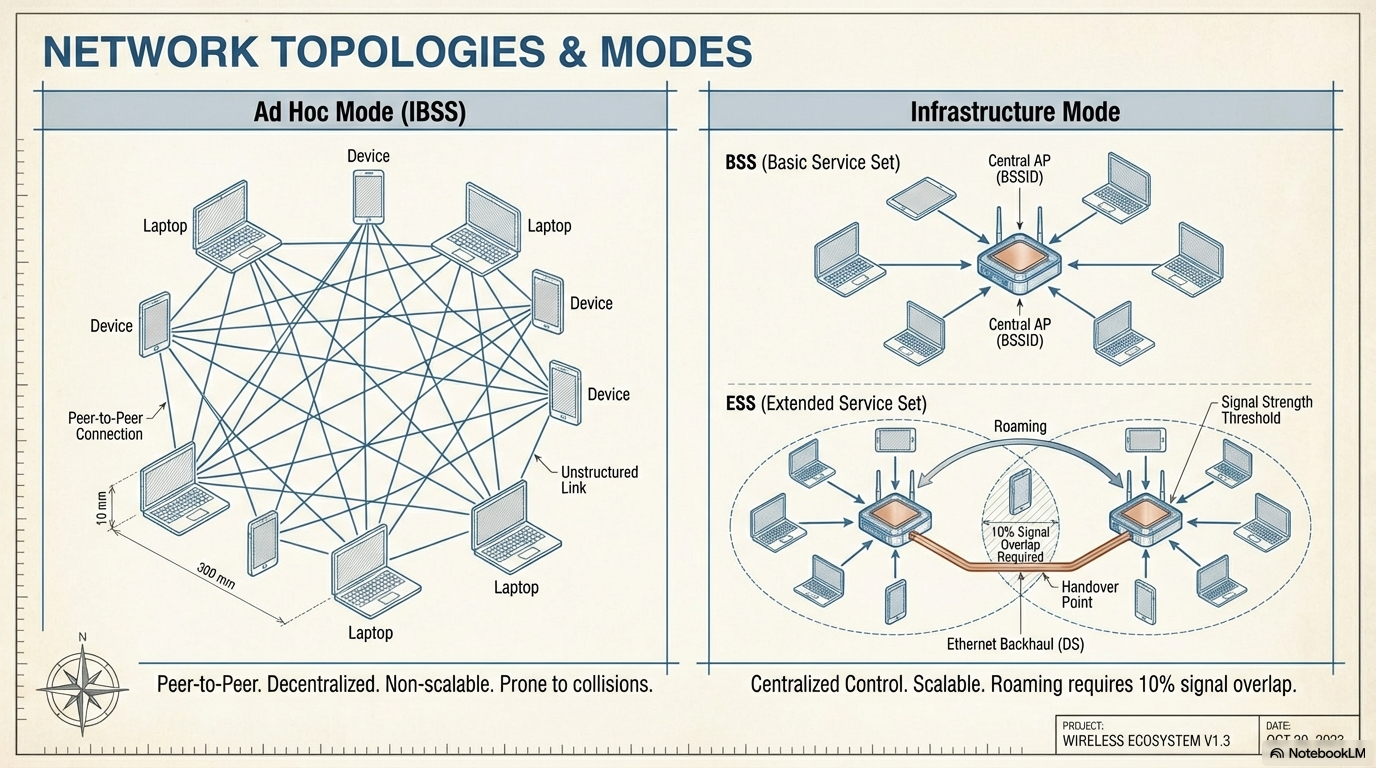 NETWORK TOPOLOGIES & MODES
Ad Hoc Mode (IBSS)
Device
Laptop
Laptop
Device
Device
Device
Peer-to-Peer
Connection
Unstructured
Link
10 mm
300 mm
Laptop
Laptop
N
Peer-to-Peer. Decentralized. Non-scalable. Prone to collisions.
Infrastructure Mode
BSS (Basic Service Set)
Central AP
(BSSID)
Central AP
(BSSID)
ESS (Extended Service Set)
Roaming
Signal Strength
Threshold
10% Signal
Overlap
Required
Handover
Point
Ethernet Backhaul (DS)
Centralized Control. Scalable. Roaming requires 10% signal overlap.
PROJECT:
WIRELESS ECOSYSTEM V1.3
DATE:
NotebookLM